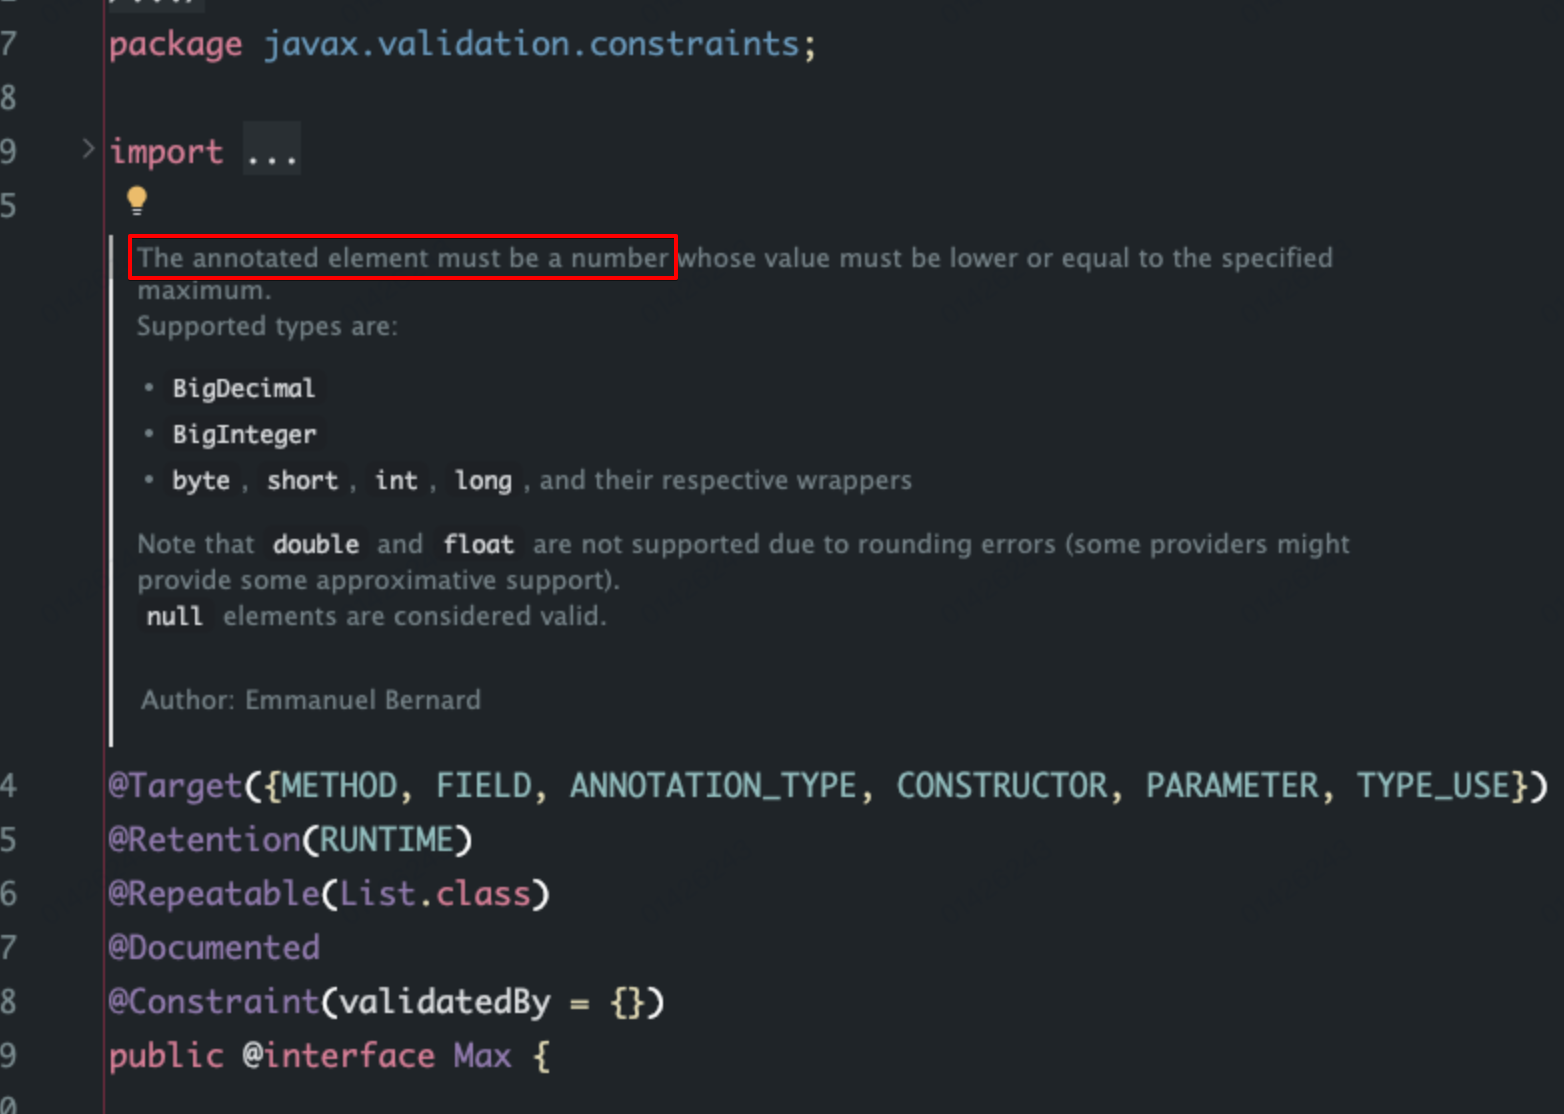 7 package javax.validation.constraints;
8
9 > import ...
5
The annotated element must be a number whose value must be lower or equal to the specified
maximum.
Supported types are:
• BigDecimal
• BigInteger
• byte , short , int , long , and their respective wrappers
Note that double and float are not supported due to rounding errors (some providers might
provide some approximative support).
null elements are considered valid.
Author: Emmanuel Bernard
4 @Target({METHOD, FIELD, ANNOTATION_TYPE, CONSTRUCTOR, PARAMETER, TYPE_USE})
5 @Retention(RUNTIME)
6 @Repeatable(List.class)
7 @Documented
8 @Constraint(validatedBy = {})
9 public @interface Max {
0